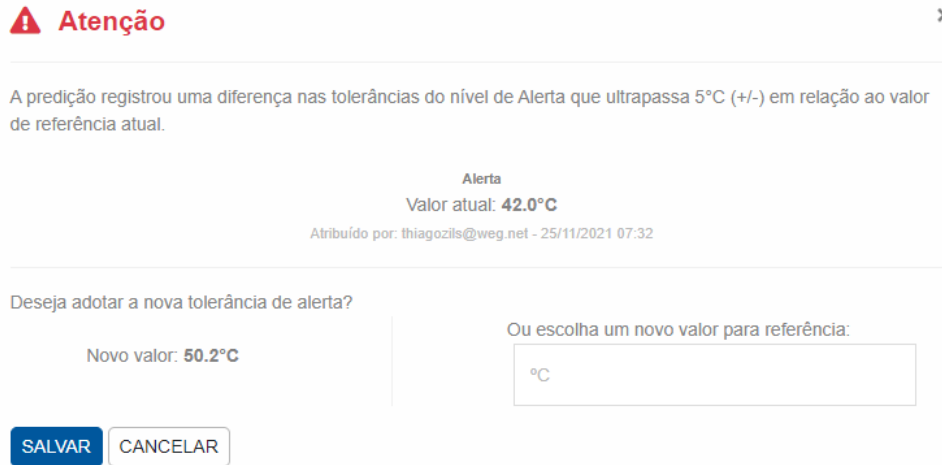 Atenção
A predição registrou uma diferença nas tolerâncias do nível de Alerta que ultrapassa 5°C (+/-) em relação ao valor
de referência atual.
Alerta
Valor atual: 42.0°C
Atribuído por: thiagozils@weg.net - 25/11/2021 07:32
Deseja adotar a nova tolerância de alerta?
Novo valor: 50.2°C
Ou escolha um novo valor para referência:
ºC
SALVAR
CANCELAR